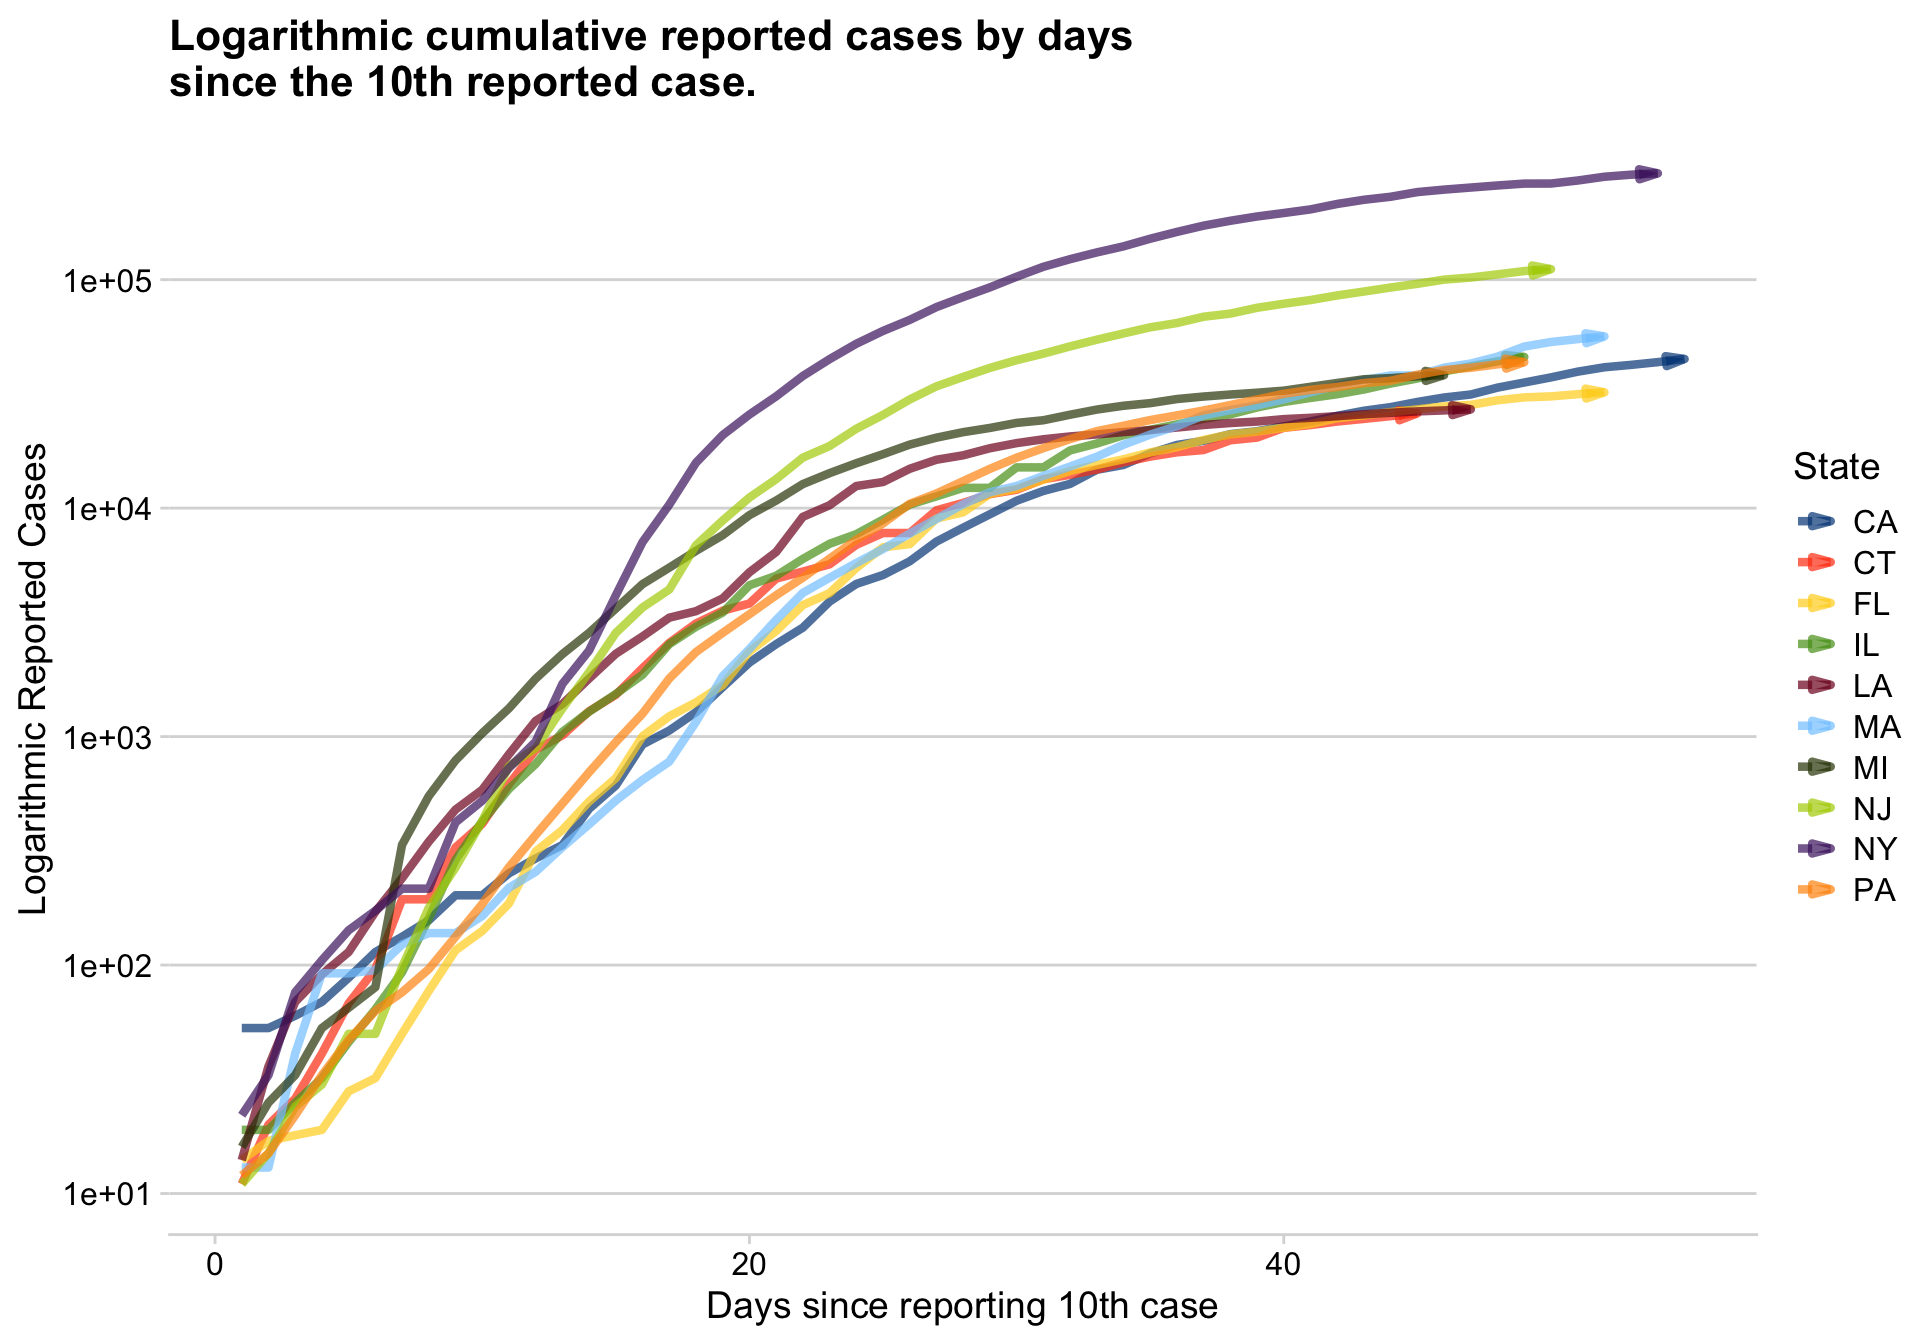 Logarithmic cumulative reported cases by days
since the 10th reported case.
Logarithmic Reported Cases
1e+05
1e+04
1e+03
1e+02
1e+01
0
20
40
Days since reporting 10th case
State
CA
CT
FL
IL
LA
MA
MI
NJ
NY
PA